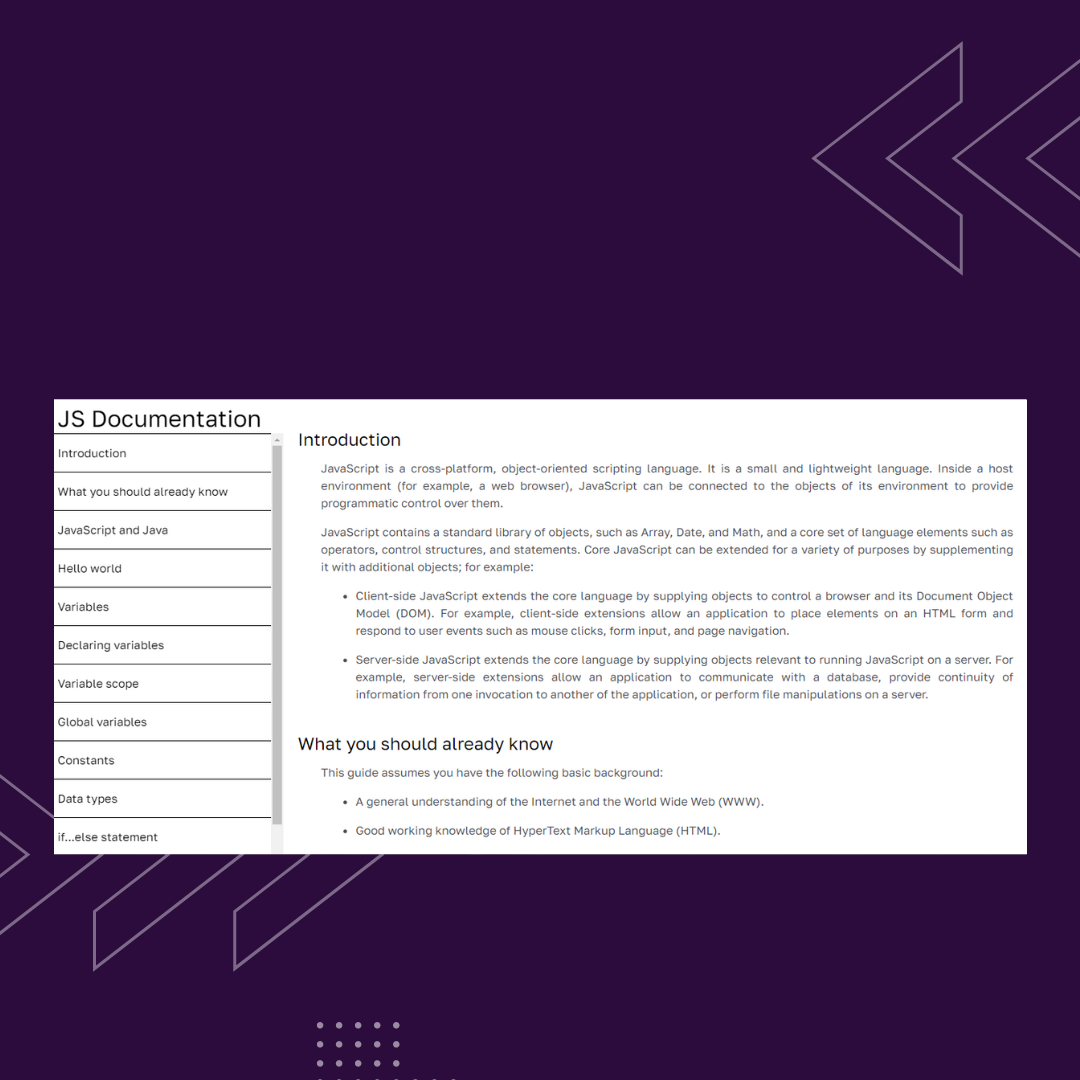 JS Documentation
Introduction
What you should already know
JavaScript and Java
Hello world
Variables
Declaring variables
Variable scope
Global variables
Constants
Data types
if...else statement
Introduction
JavaScript is a cross-platform, object-oriented scripting language. It is a small and lightweight language. Inside a host
environment (for example, a web browser), JavaScript can be connected to the objects of its environment to provide
programmatic control over them.
JavaScript contains a standard library of objects, such as Array, Date, and Math, and a core set of language elements such as
operators, control structures, and statements. Core JavaScript can be extended for a variety of purposes by supplementing
it with additional objects; for example:
• Client-side JavaScript extends the core language by supplying objects to control a browser and its Document Object
Model (DOM). For example, client-side extensions allow an application to place elements on an HTML form and
respond to user events such as mouse clicks, form input, and page navigation.
• Server-side JavaScript extends the core language by supplying objects relevant to running JavaScript on a server. For
example, server-side extensions allow an application to communicate with a database, provide continuity of
information from one invocation to another of the application, or perform file manipulations on a server.
What you should already know
This guide assumes you have the following basic background:
• A general understanding of the Internet and the World Wide Web (WWW).
• Good working knowledge of HyperText Markup Language (HTML).